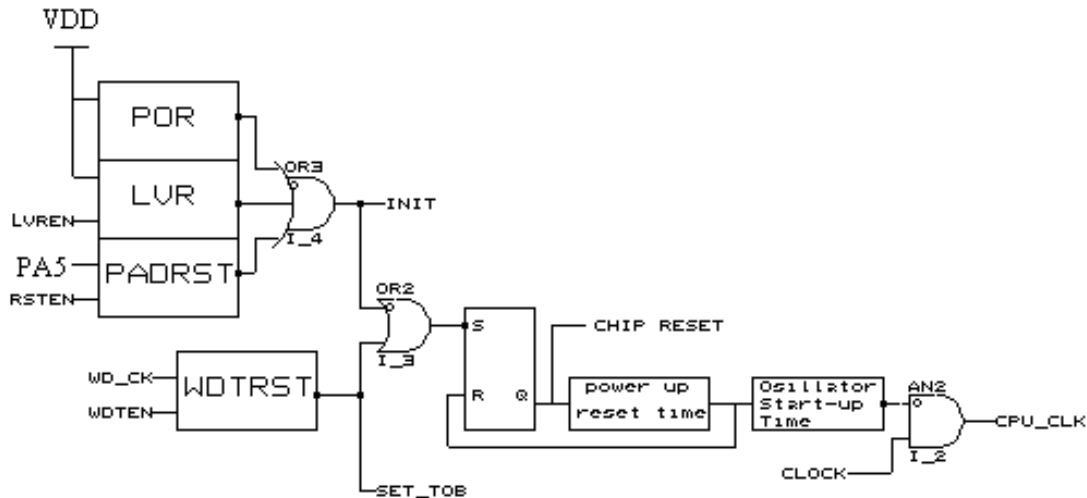 VDD
POR
OR3
LVR
INIT
LVREN
I_4
PA5
PADRST
RSTEN
OR2
S
CHIP RESET
I_3
WD_CK
WDTRST
WDTEN
R
Q
power up
reset time
Osillator
Start-up
Time
AN2
CPU_CLK
I_2
CLOCK
SET_TOB